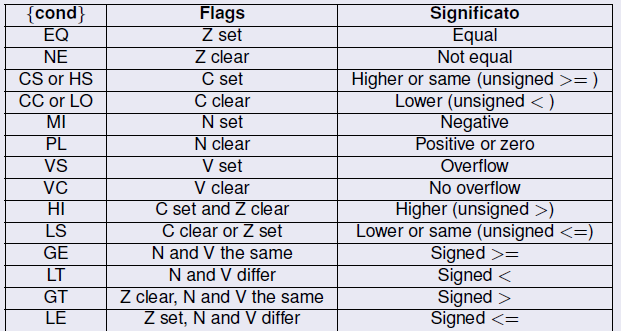 {cond} Flags Significato
EQ Z set Equal
NE Z clear Not equal
CS or HS C set Higher or same (unsigned >= )
CC or LO C clear Lower (unsigned < )
MI N set Negative
PL N clear Positive or zero
VS V set Overflow
VC V clear No overflow
HI C set and Z clear Higher (unsigned >)
LS C clear or Z set Lower or same (unsigned <=)
GE N and V the same Signed >=
LT N and V differ Signed <
GT Z clear, N and V the same Signed >
LE Z set, N and V differ Signed <=